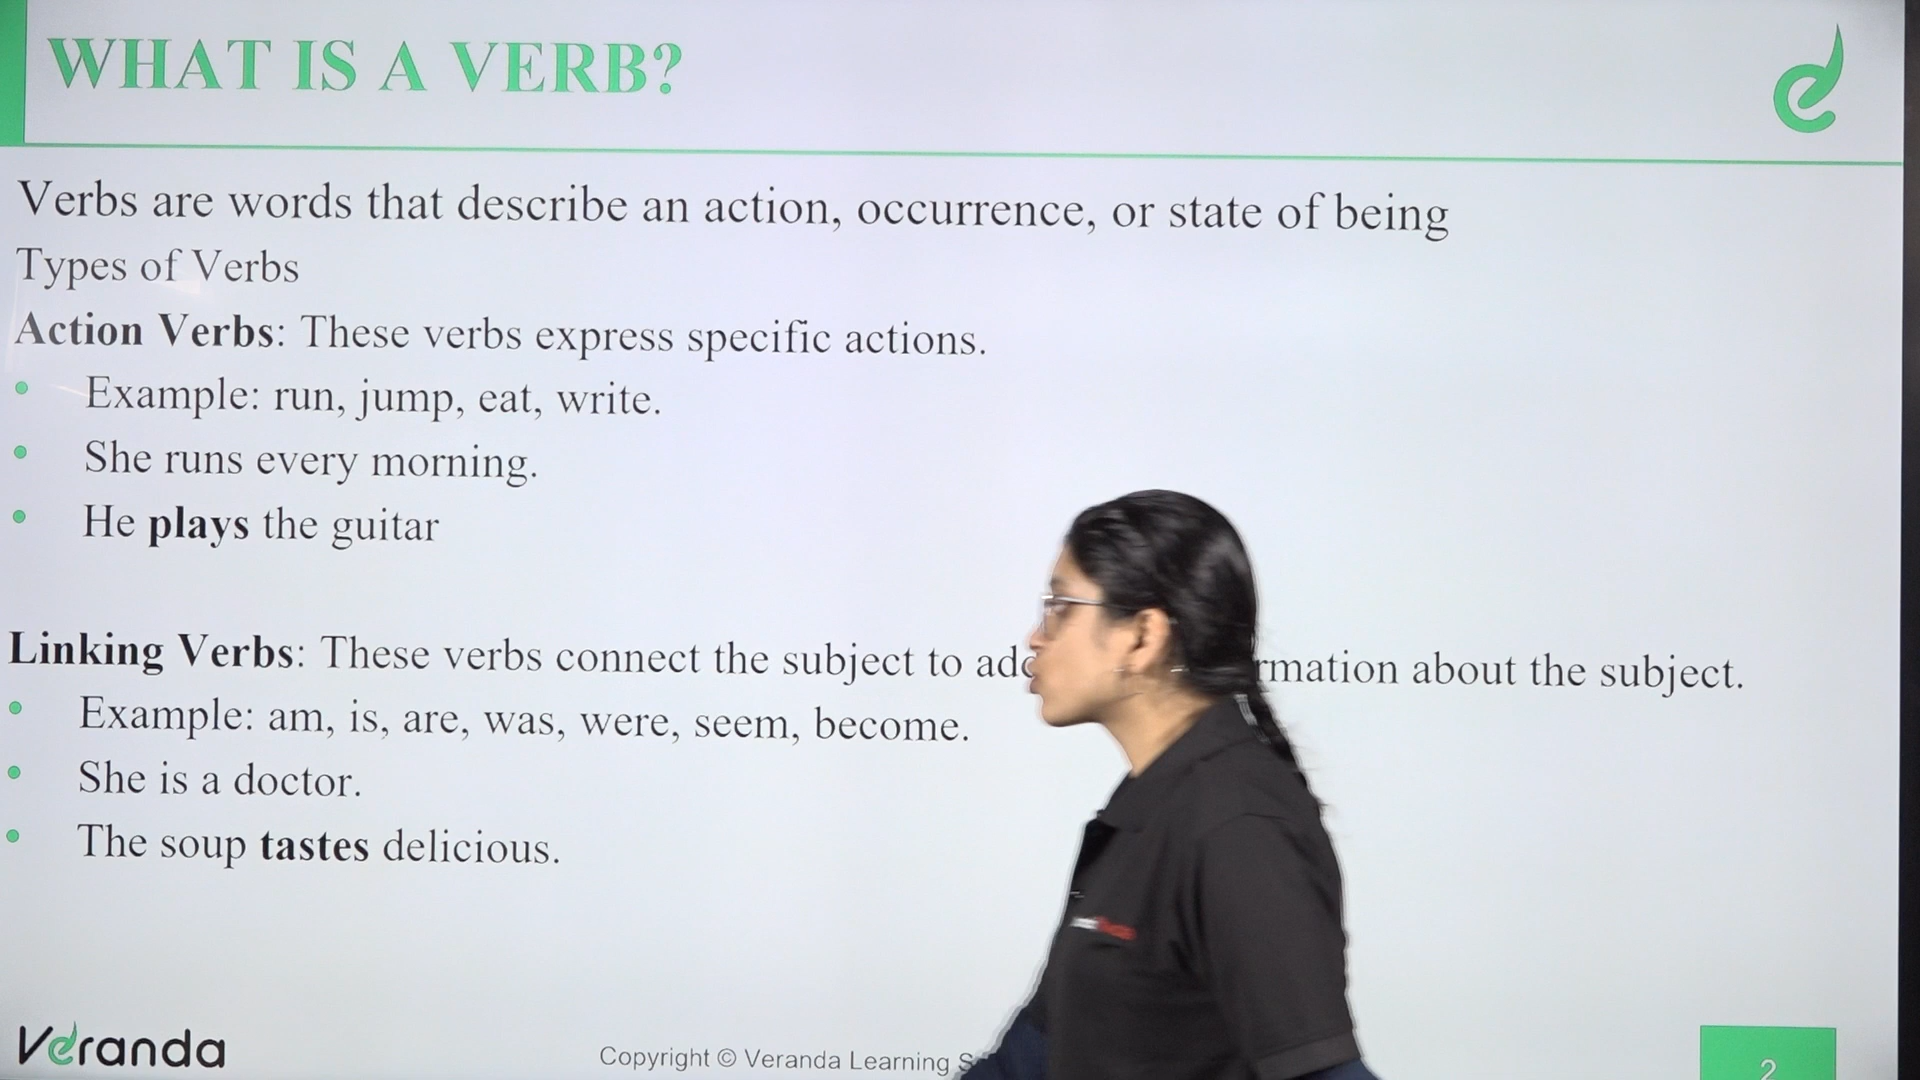 WHAT IS A VERB?
Verbs are words that describe an action, occurrence, or state of being
Types of Verbs
Action Verbs: These verbs express specific actions.
• Example: run, jump, eat, write.
• She runs every morning.
• He plays the guitar
Linking Verbs: These verbs connect the subject to about the subject.
• Example: am, is, are, was, were, seem, become.
• She is a doctor.
• The soup tastes delicious.
Veranda
Copyright © Veranda Learning
2